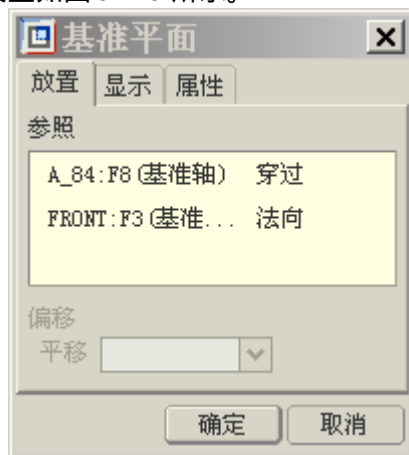 基准平面
放置 显示 属性
参照
A_84:F8(基准轴) 穿过
FRONT:F3(基准... 法向
偏移
平移
确定 取消